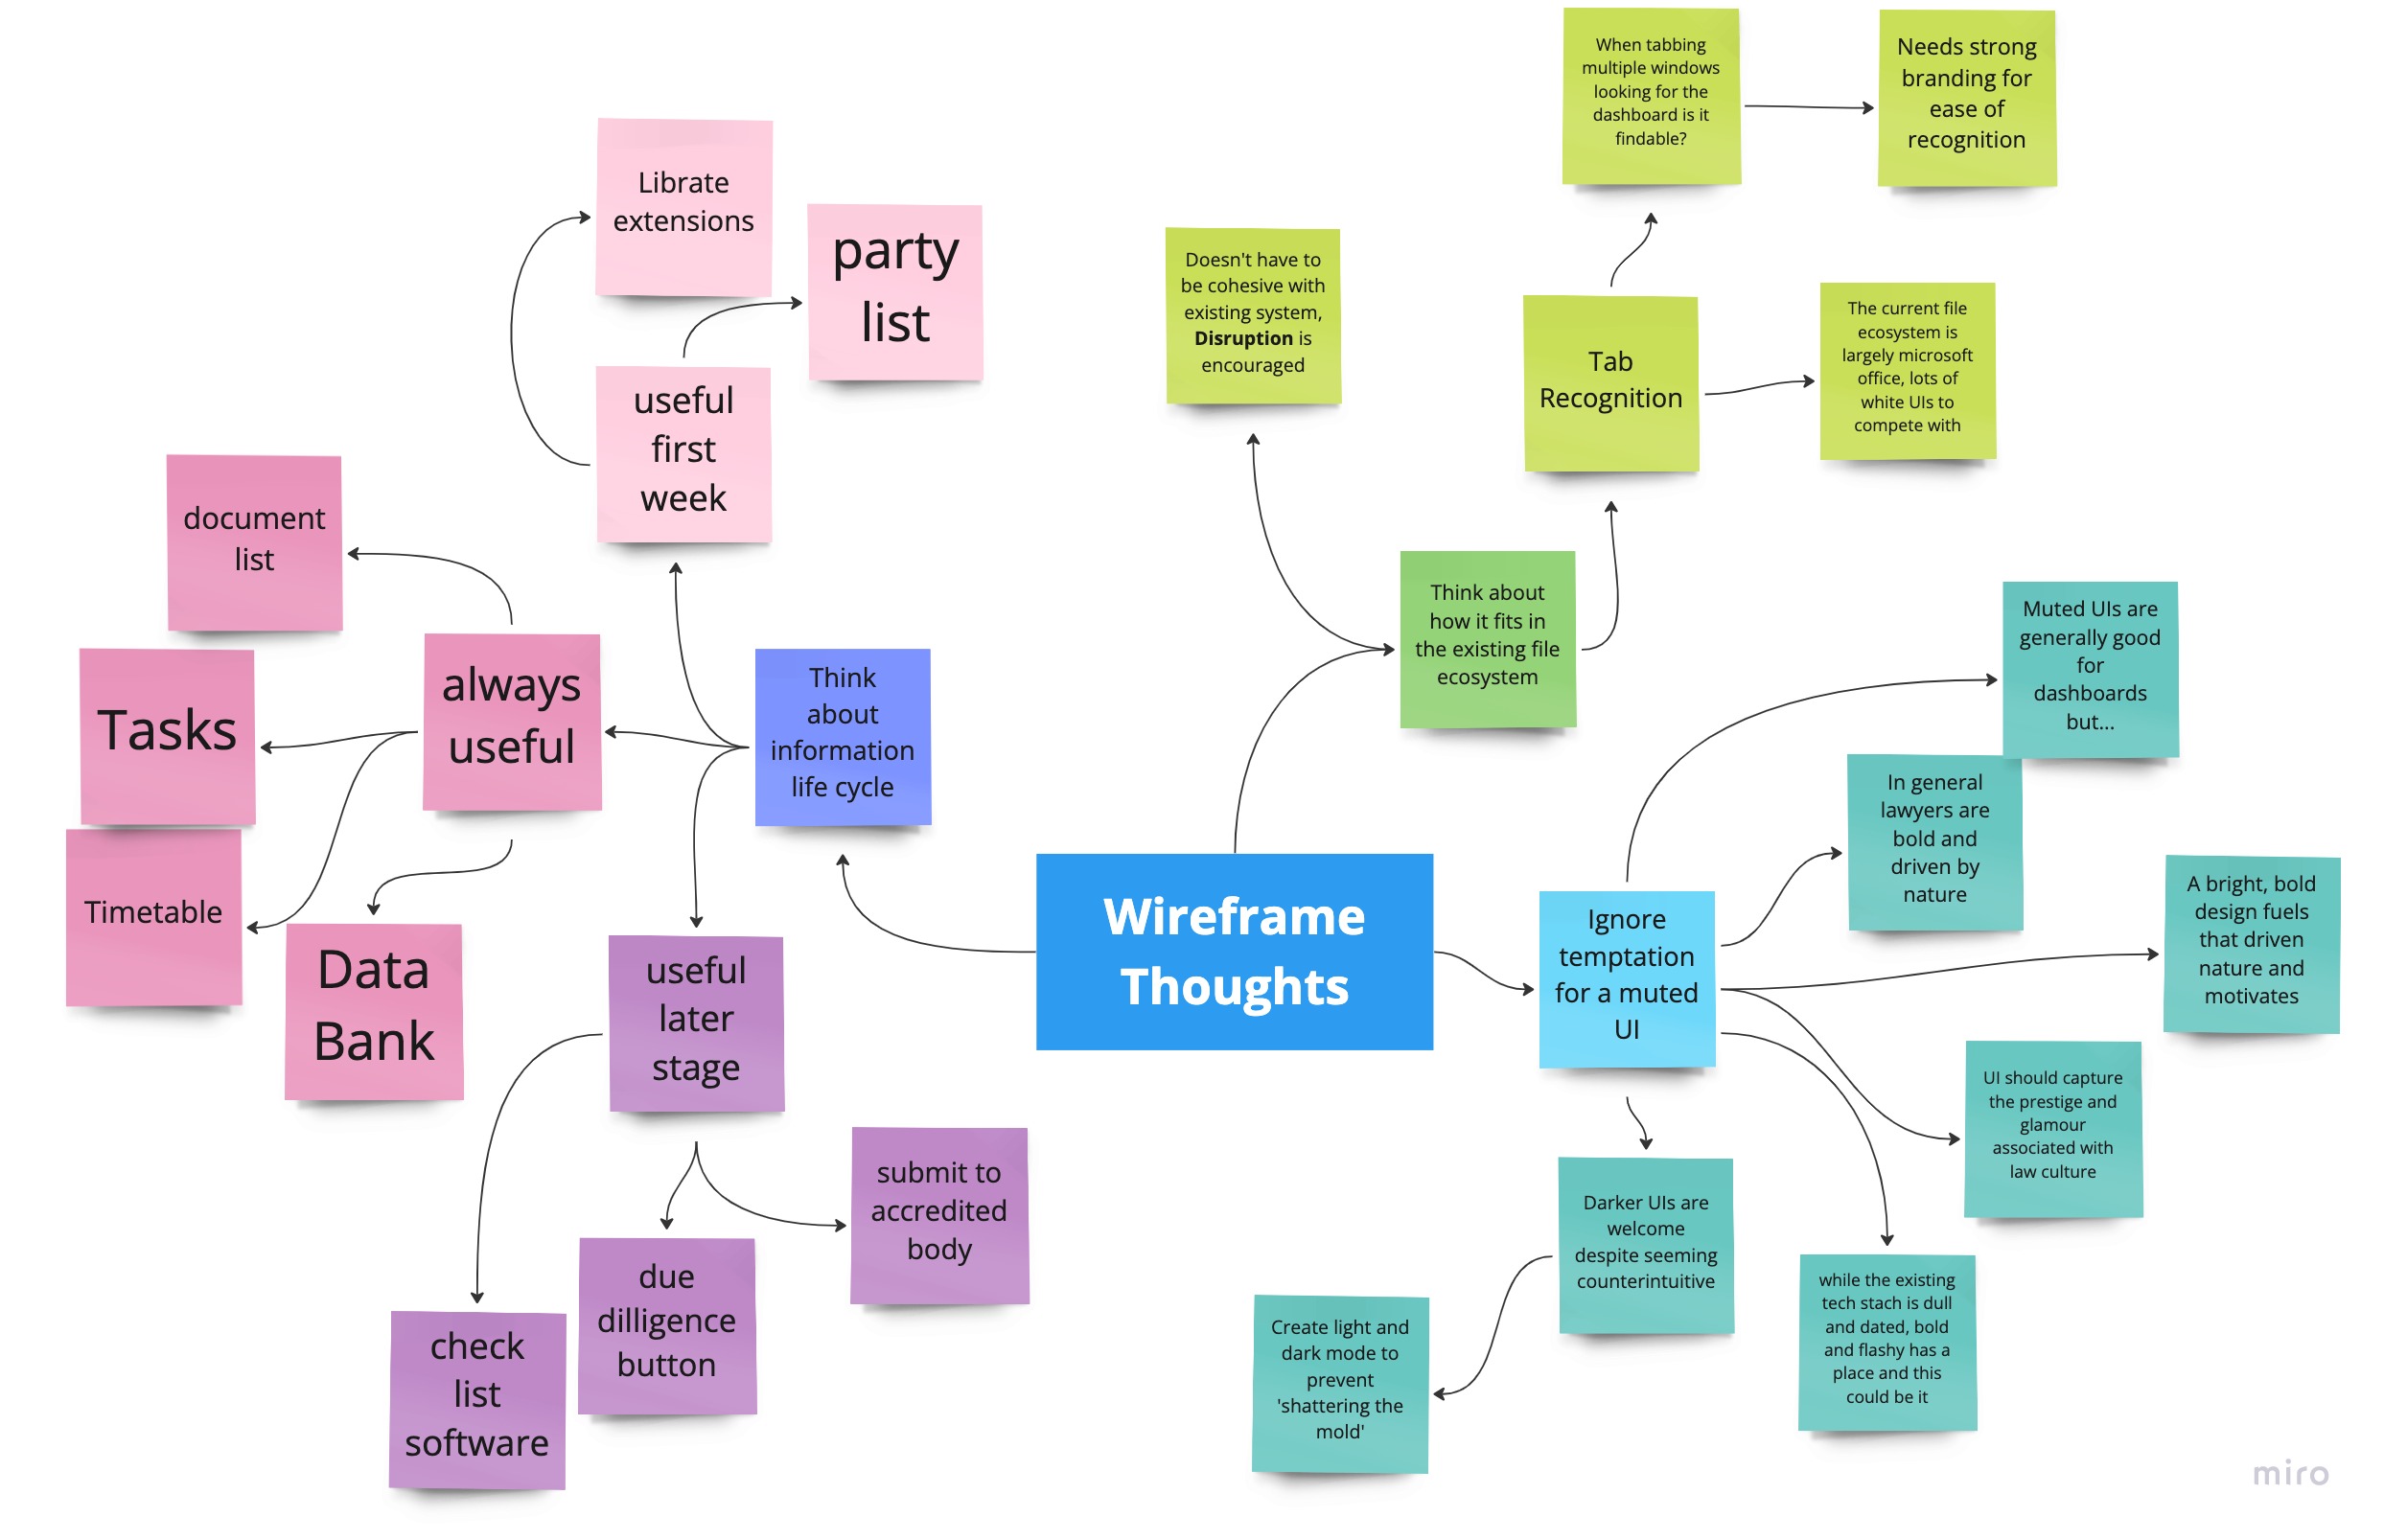 When tabbing
multiple windows
looking for the
dashboard is it
findable?
Needs strong
branding for
ease of
recognition
Librate
extensions
party
list
Doesn't have to
be cohesive with
existing system,
Disruption is
encouraged
Tab
Recognition
The current file
ecosystem is
largely microsoft
office, lots of
white UIs to
compete with
useful
first
week
document
list
Think about
how it fits in
the existing file
ecosystem
Muted UIs are
generally good
for
dashboards
but...
always
useful
Tasks
Think
about
information
life cycle
In general
lawyers are
bold and
driven by
nature
Timetable
Data
Bank
useful
later
stage
Wireframe
Thoughts
Ignore
temptation
for a muted
UI
A bright, bold
design fuels
that driven
nature and
motivates
UI should capture
the prestige and
glamour
associated with
law culture
submit to
accredited
body
Darker UIs are
welcome
despite seeming
counterintuitive
due
dilligence
button
while the existing
tech stach is dull
and dated, bold
and flashy has a
place and this
could be it
check
list
software
Create light and
dark mode to
prevent
'shattering the
mold'
miro